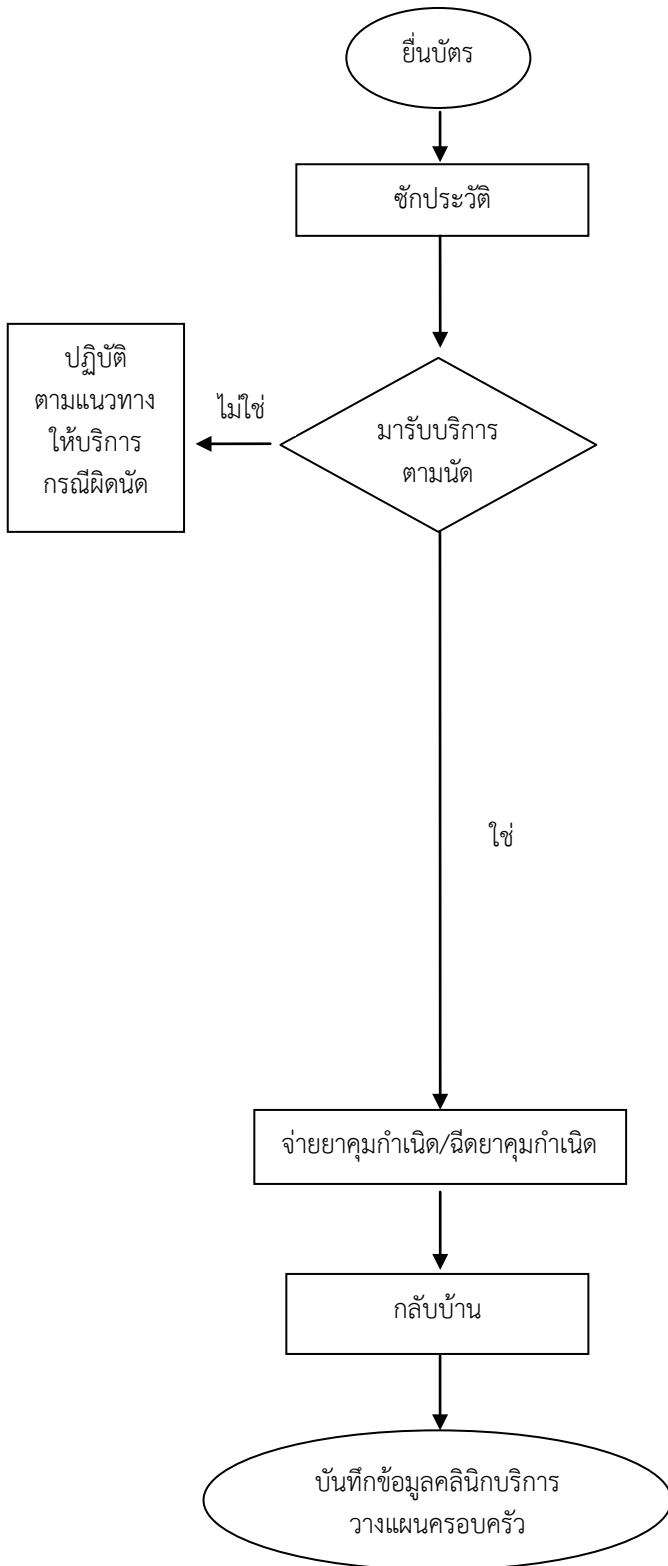 ยื่นบัตร
ซักประวัติ
ปฏิบัติ
ตามแนวทาง
ให้บริการ
กรณีผิดนัด
ไม่ใช่
มารับบริการ
ตามนัด
ใช่
จ่ายยาคุมกำเนิด/ฉีดยาคุมกำเนิด
กลับบ้าน
บันทึกข้อมูลคลินิกบริการ
วางแผนครอบครัว